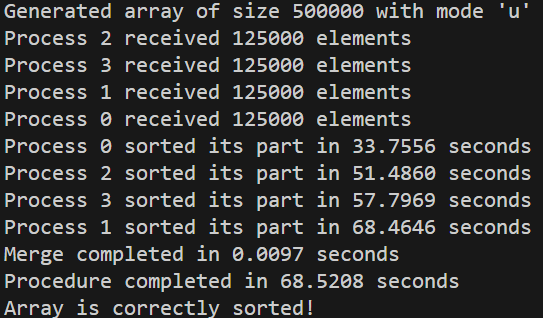 Generated array of size 500000 with mode 'u'
Process 2 received 125000 elements
Process 3 received 125000 elements
Process 1 received 125000 elements
Process 0 received 125000 elements
Process 0 sorted its part in 33.7556 seconds
Process 2 sorted its part in 51.4860 seconds
Process 3 sorted its part in 57.7969 seconds
Process 1 sorted its part in 68.4646 seconds
Merge completed in 0.0097 seconds
Procedure completed in 68.5208 seconds
Array is correctly sorted!